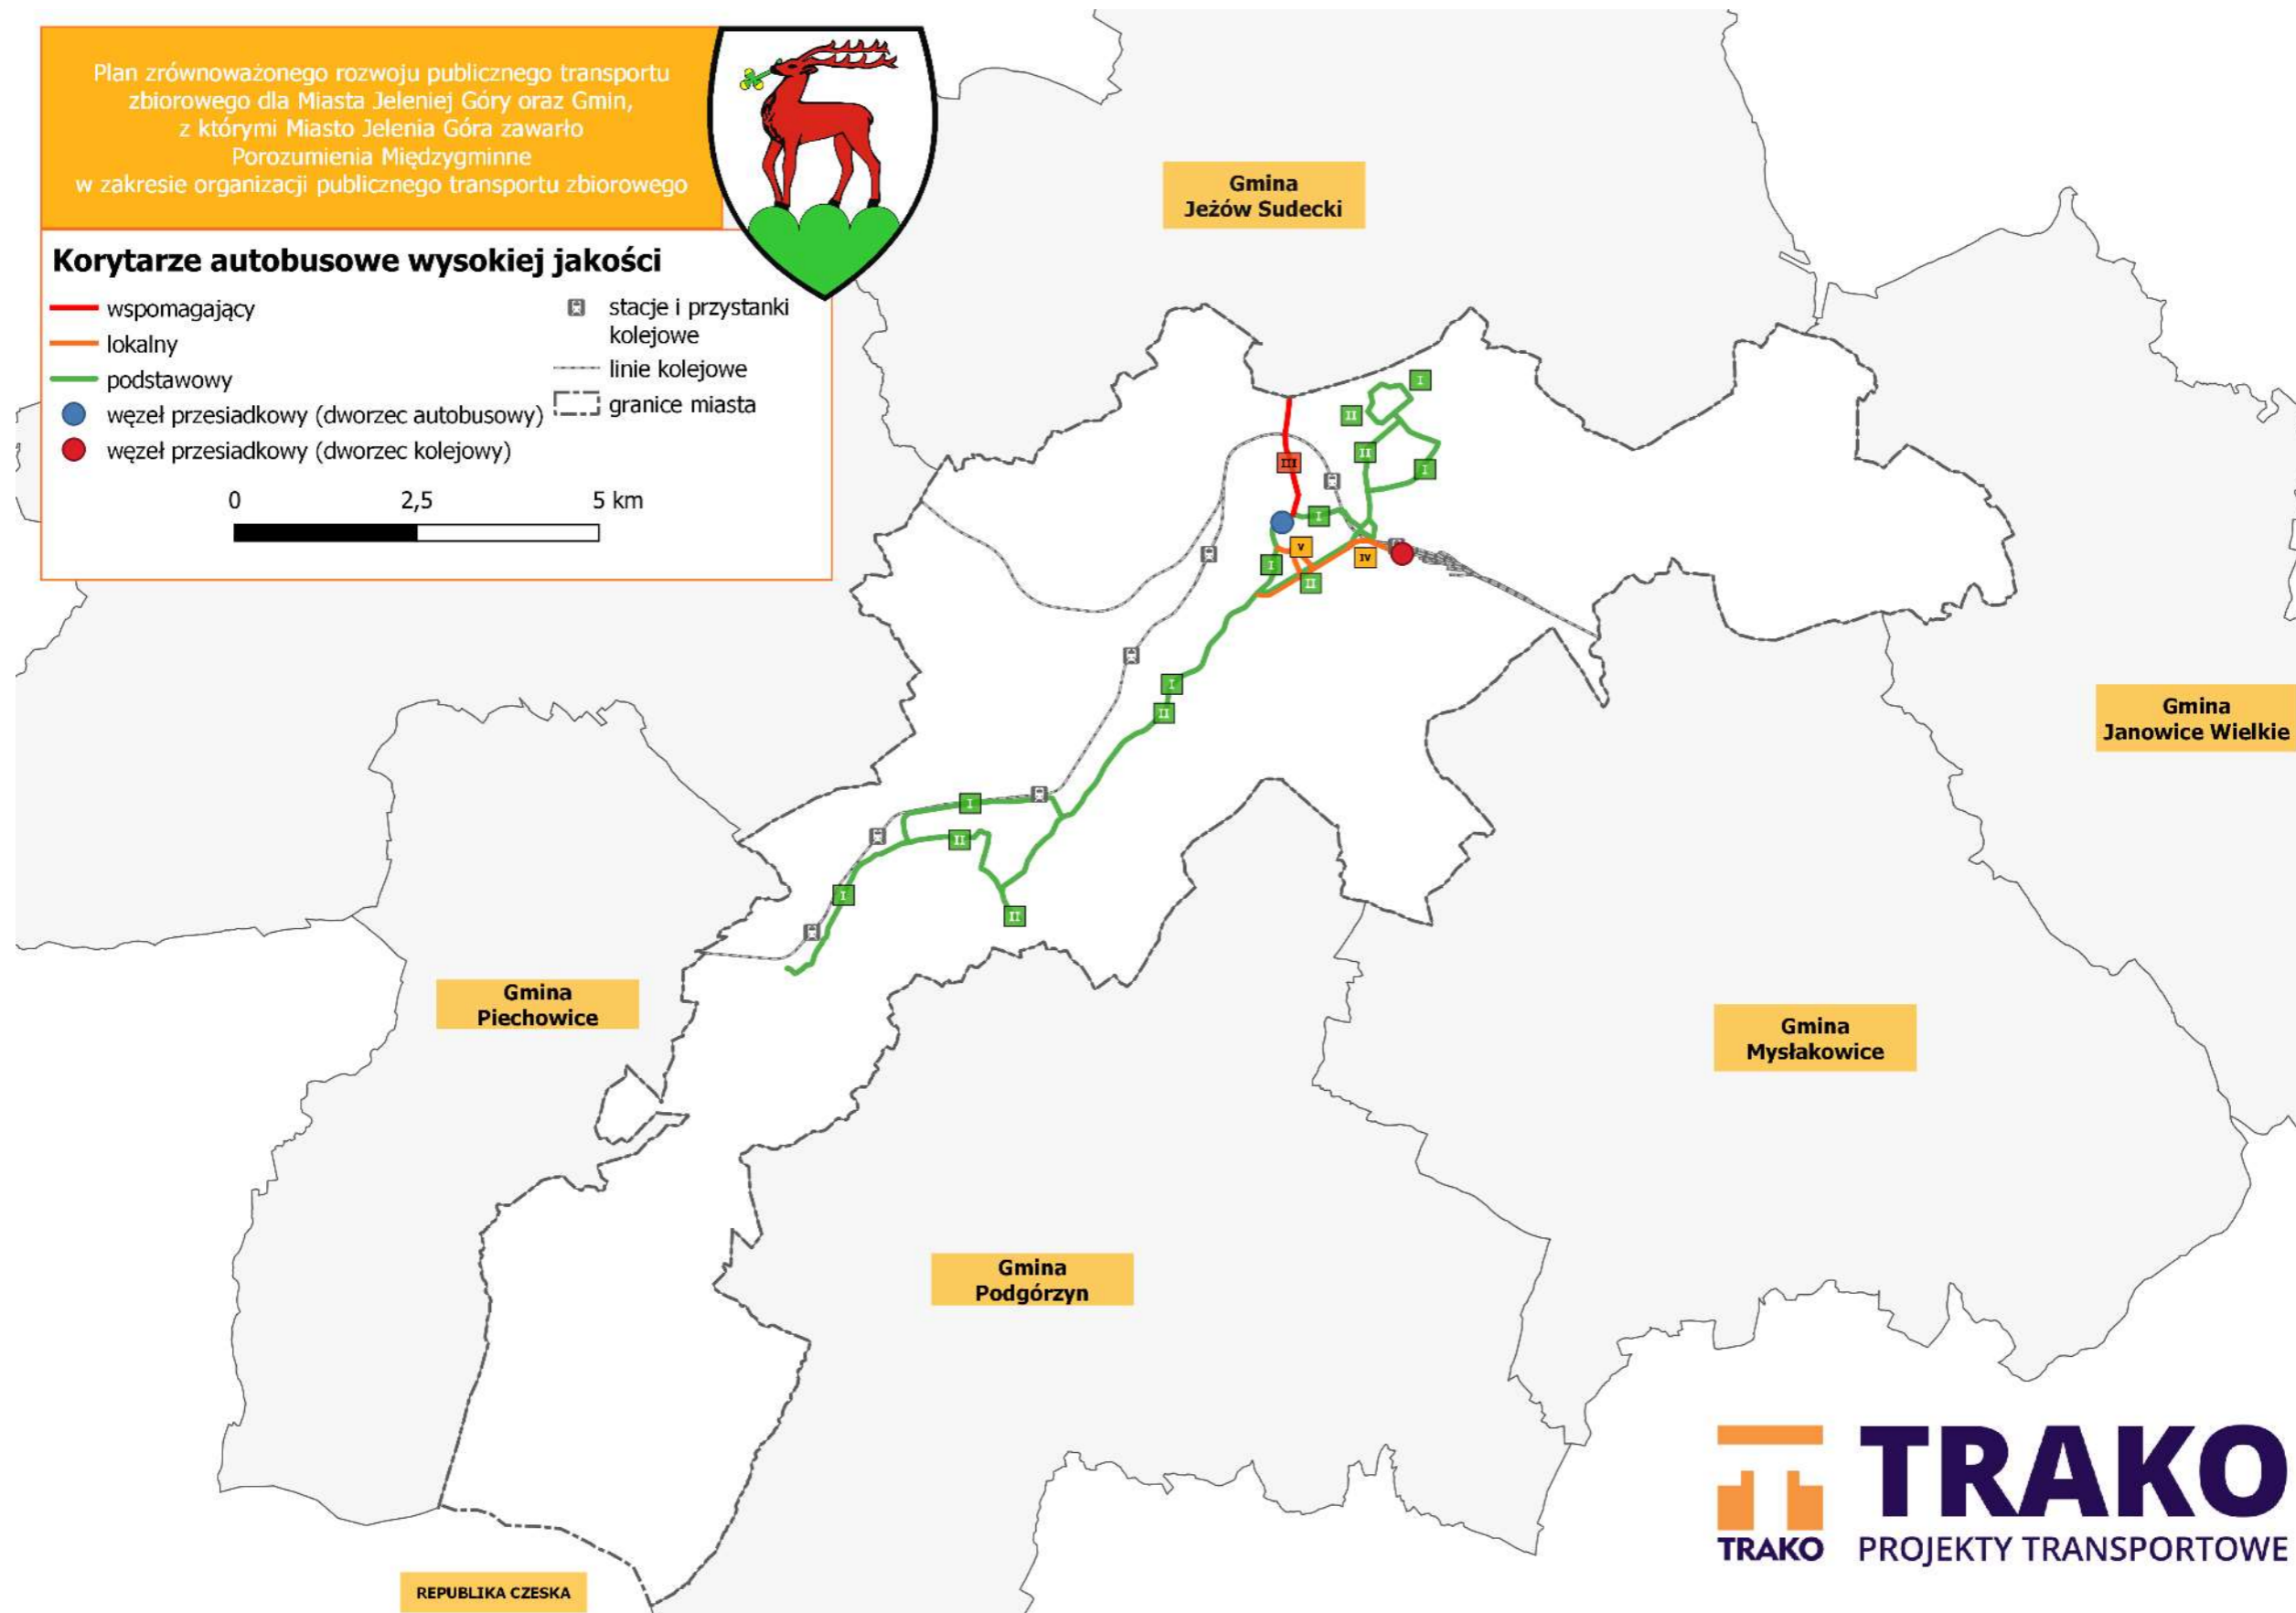 Plan zrównoważonego rozwoju publicznego transportu
zbiorowego dla Miasta Jeleniej Góry oraz Gmin,
z którymi Miasto Jelenia Góra zawarło
Porozumienia Międzygminne
w zakresie organizacji publicznego transportu zbiorowego
Korytarze autobusowe wysokiej jakości
wspomagający
lokalny
podstawowy
węzeł przesiadkowy (dworzec autobusowy)
węzeł przesiadkowy (dworzec kolejowy)
stacje i przystanki
kolejowe
linie kolejowe
granice miasta
0 2,5 5 km
Gmina
Jeżów Sudecki
I
II
II
I
III
I
V
IV
I
II
I
II
Gmina
Janowice Wielkie
I
II
I
II
Gmina
Piechowice
Gmina
Mysłakowice
Gmina
Podgórzyn
REPUBLIKA CZESKA
TRAKO
TRAKO
PROJEKTY TRANSPORTOWE